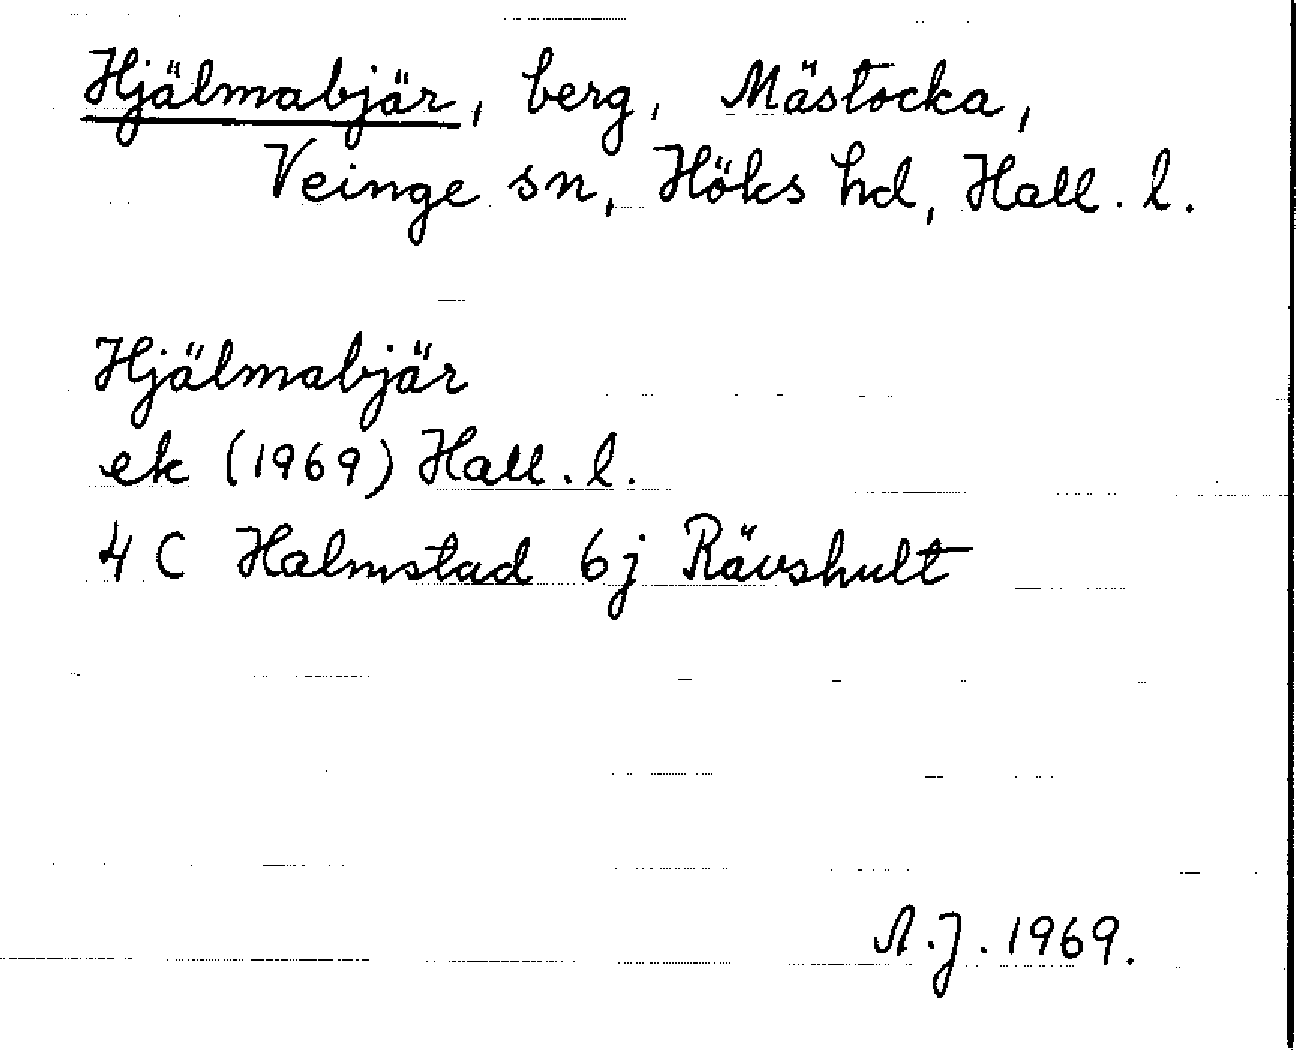 Hjälmabjär, berg, Mästocka,
Veinge sn, Höks hd, Hall. l.
Hjälmabjär
ek (1969) Hall. l.
4 C Halmstad 6j Rävshult
A.J. 1969.